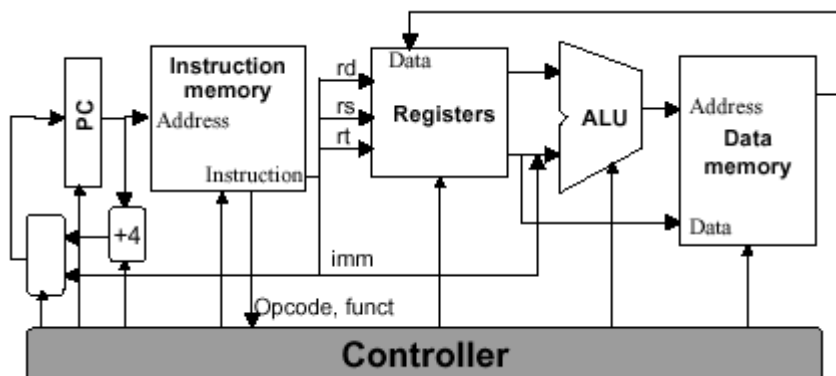 Instruction
memory
Address
Instruction
PC
+4
rd
rs
rt
imm
Opcode, funct
Data
Registers
ALU
Address
Data
memory
Data
Controller